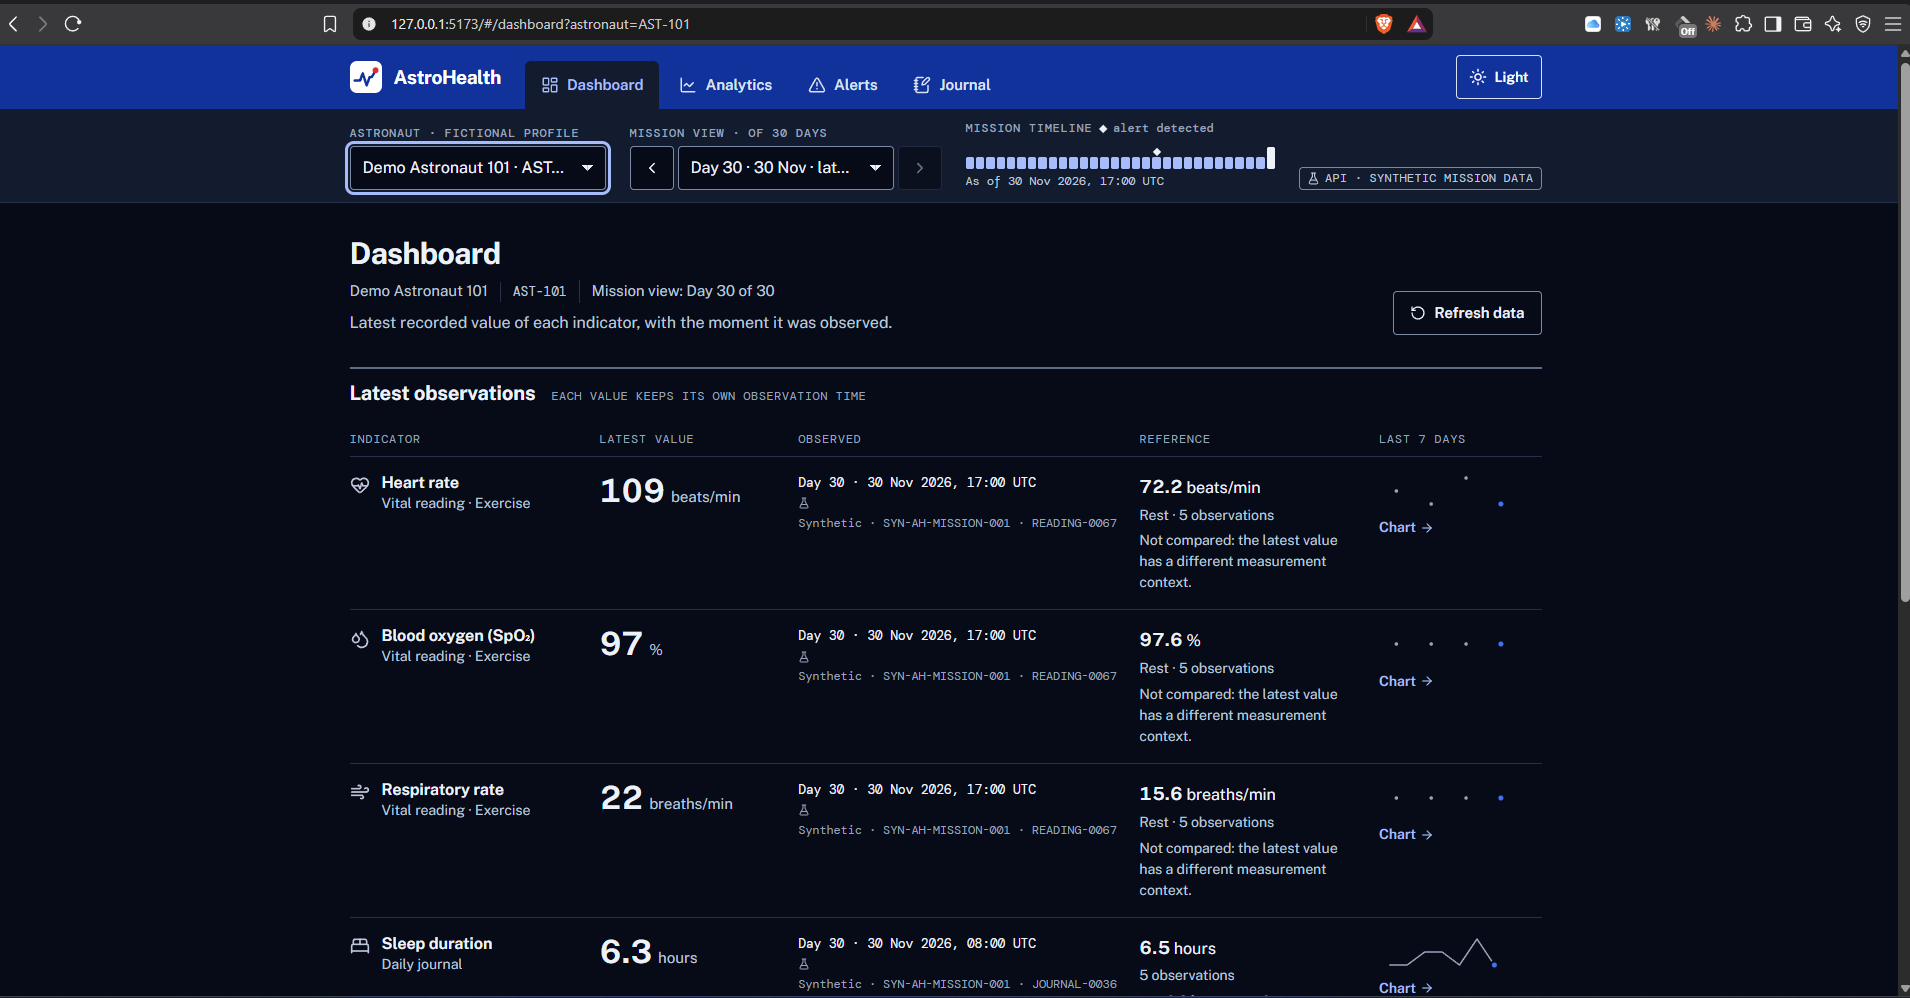 127.0.0.1:5173/#/dashboard?astronaut=AST-101
Off
AstroHealth
Dashboard
Analytics
Alerts
Journal
Light
ASTRONAUT · FICTIONAL PROFILE
Demo Astronaut 101 · AST...
MISSION VIEW · OF 30 DAYS
Day 30 · 30 Nov · lat...
MISSION TIMELINE ◆ alert detected
As of 30 Nov 2026, 17:00 UTC
API · SYNTHETIC MISSION DATA
Dashboard
Demo Astronaut 101 AST-101 Mission view: Day 30 of 30
Latest recorded value of each indicator, with the moment it was observed.
Refresh data
Latest observations EACH VALUE KEEPS ITS OWN OBSERVATION TIME
INDICATOR LATEST VALUE OBSERVED REFERENCE LAST 7 DAYS
Heart rate
Vital reading · Exercise
109 beats/min
Day 30 · 30 Nov 2026, 17:00 UTC
Synthetic · SYN-AH-MISSION-001 · READING-0067
72.2 beats/min
Rest · 5 observations
Not compared: the latest value
has a different measurement
context.
Chart →
Blood oxygen (SpO₂)
Vital reading · Exercise
97 %
Day 30 · 30 Nov 2026, 17:00 UTC
Synthetic · SYN-AH-MISSION-001 · READING-0067
97.6 %
Rest · 5 observations
Not compared: the latest value
has a different measurement
context.
Chart →
Respiratory rate
Vital reading · Exercise
22 breaths/min
Day 30 · 30 Nov 2026, 17:00 UTC
Synthetic · SYN-AH-MISSION-001 · READING-0067
15.6 breaths/min
Rest · 5 observations
Not compared: the latest value
has a different measurement
context.
Chart →
Sleep duration
Daily journal
6.3 hours
Day 30 · 30 Nov 2026, 08:00 UTC
Synthetic · SYN-AH-MISSION-001 · JOURNAL-0036
6.5 hours
5 observations
Chart →